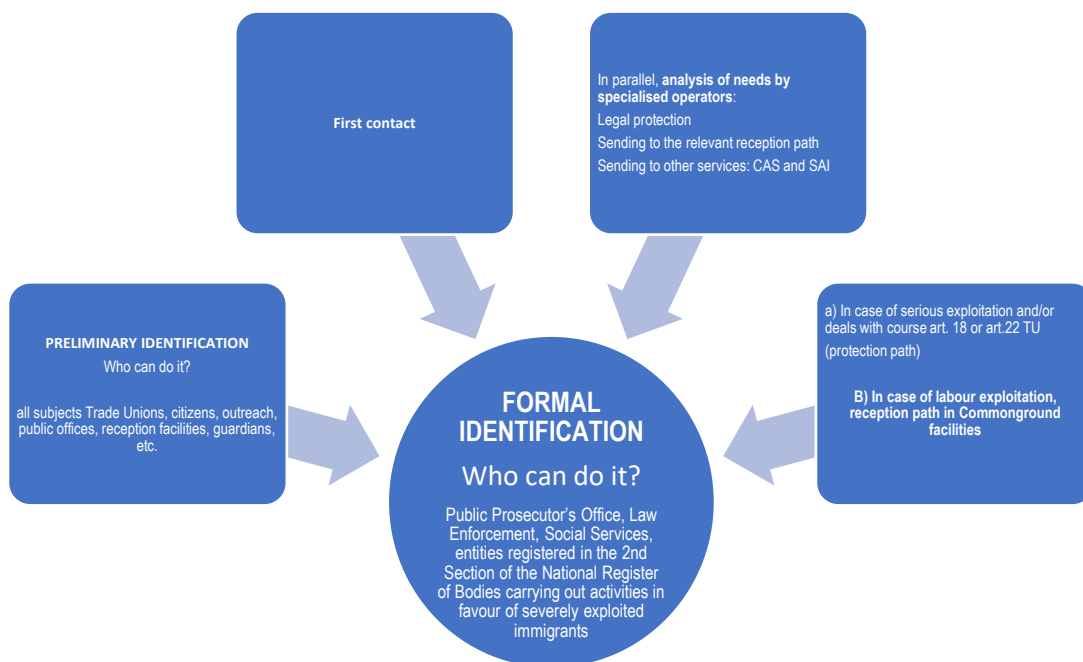 First contact
In parallel, analysis of needs by
specialised operators:
Legal protection
Sending to the relevant reception path
Sending to other services: CAS and SAI
PRELIMINARY IDENTIFICATION
Who can do it?
all subjects Trade Unions, citizens, outreach,
public offices, reception facilities, guardians,
etc.
a) In case of serious exploitation and/or
deals with course art. 18 or art.22 TU
(protection path)
B) In case of labour exploitation,
reception path in Commonground
facilities
FORMAL
IDENTIFICATION
Who can do it?
Public Prosecutor’s Office, Law
Enforcement, Social Services,
entities registered in the 2nd
Section of the National Register
of Bodies carrying out activities in
favour of severely exploited
immigrants